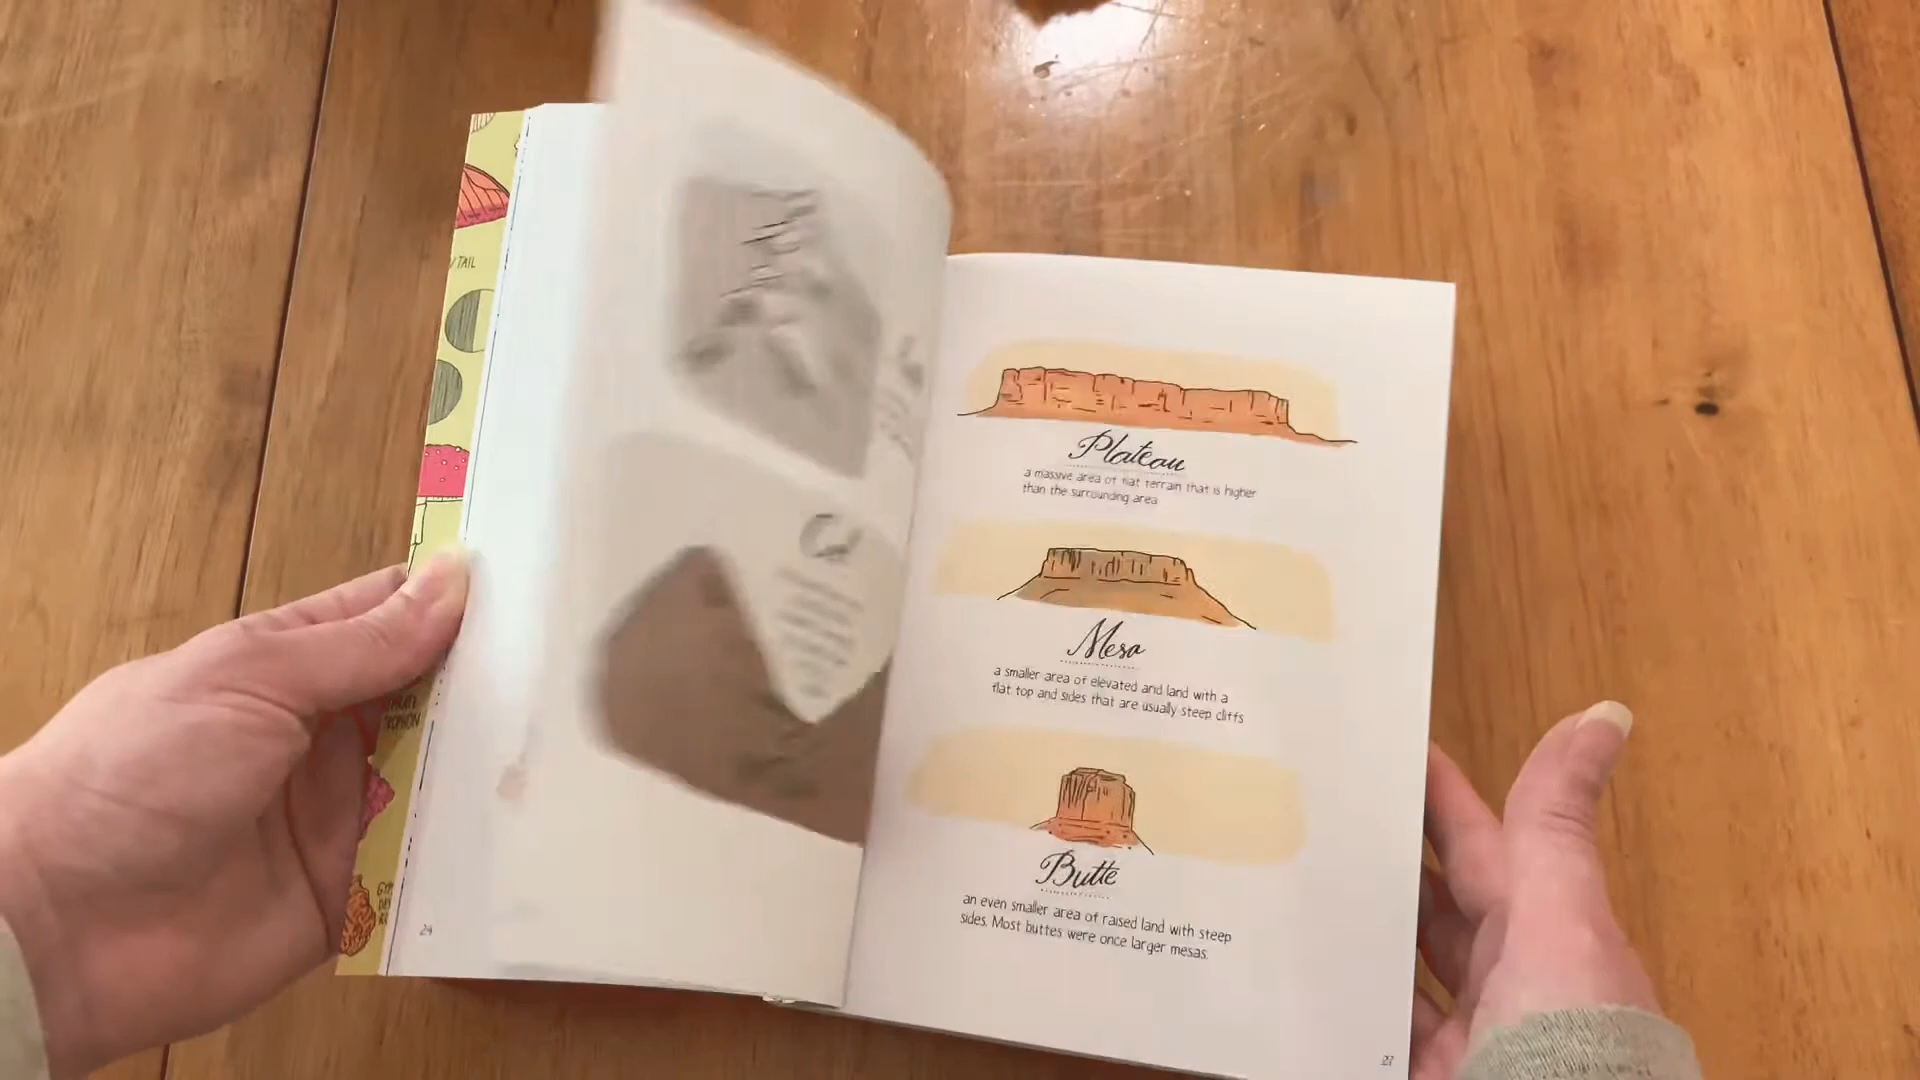 TAIL
24
Plateau
a massive area of flat terrain that is higher
than the surrounding area
Mesa
a smaller area of elevated and land with a
flat top and sides that are usually steep cliffs
Butte
an even smaller area of raised land with steep
sides. Most buttes were once larger mesas.
27